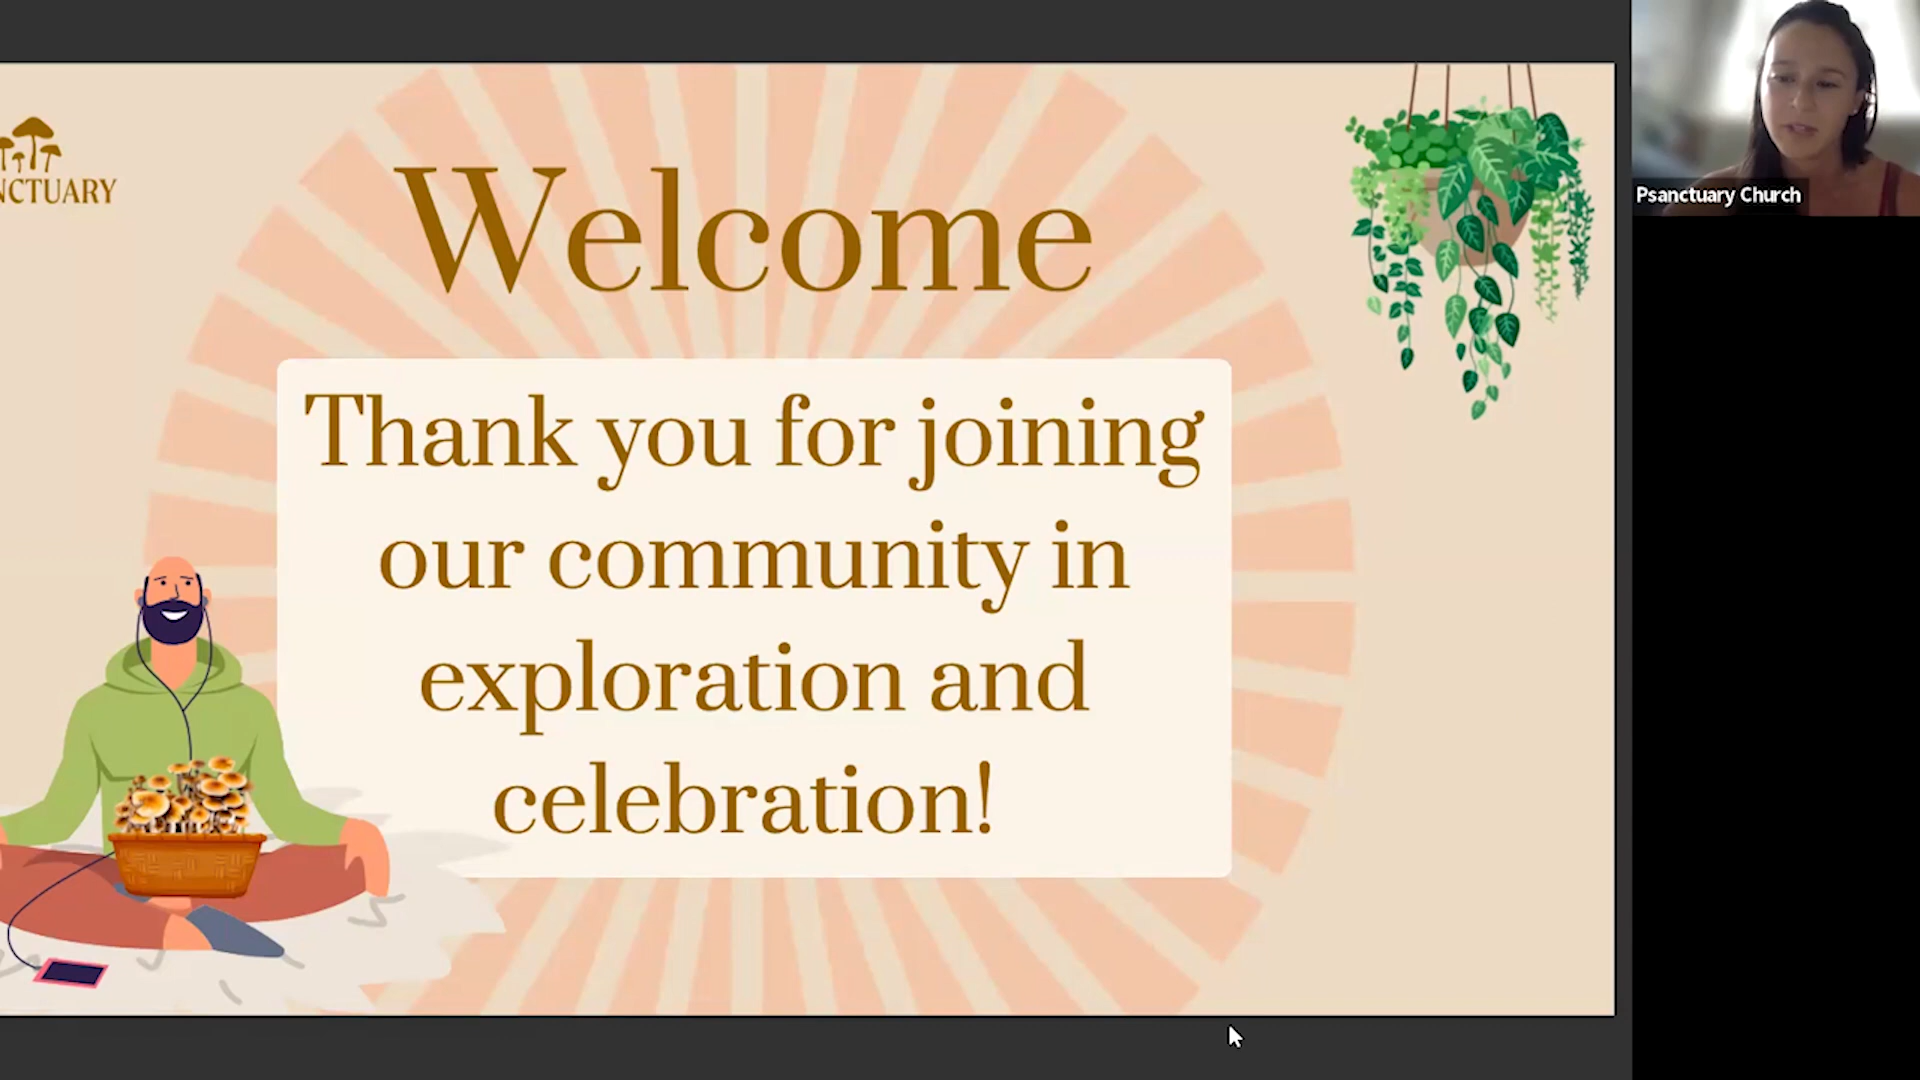 NCTUARY
Welcome
Thank you for joining
our community in
exploration and
celebration!
Psanctuary Church